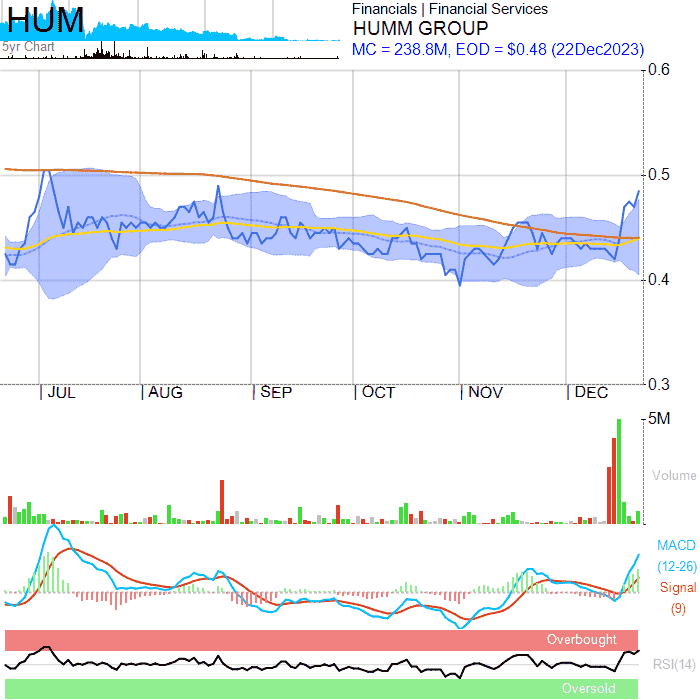 HUM
5yr Chart
Financials | Financial Services
HUMM GROUP
MC = 238.8M, EOD = $0.48 (22Dec2023)
0.6
0.5
0.4
0.3
| JUL | AUG | SEP | OCT | NOV | DEC
5M
Volume
MACD
(12-26)
Signal
(9)
Overbought
RSI(14)
Oversold